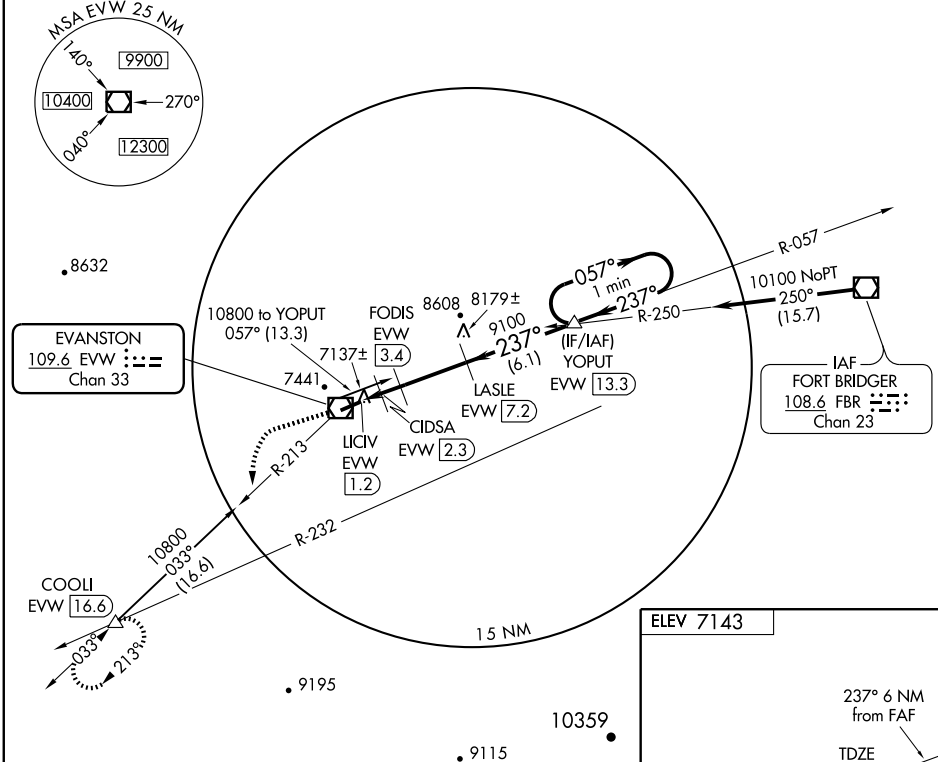 MSA EVW 25 NM
140°
9900
10400
270°
040°
12300
8632
R-057
057°
1 min
237°
10100 NoPT
250°
(15.7)
R-250
10800 to YOPUT
057° (13.3)
FODIS
EVW
3.4
8608
8179±
9100
237°
(6.1)
(IF/IAF)
YOPUT
EVW 13.3
EVANSTON
109.6 EVW
Chan 33
7137±
7441
IAF
FORT BRIDGER
108.6 FBR
Chan 23
LASLE
EVW 7.2
CIDSA
EVW 2.3
LICIV
EVW
1.2
R-213
R-232
10800
033°
(16.6)
COOLI
EVW 16.6
033°
213°
15 NM
ELEV 7143
9195
10359
9115
237° 6 NM
from FAF
TDZE